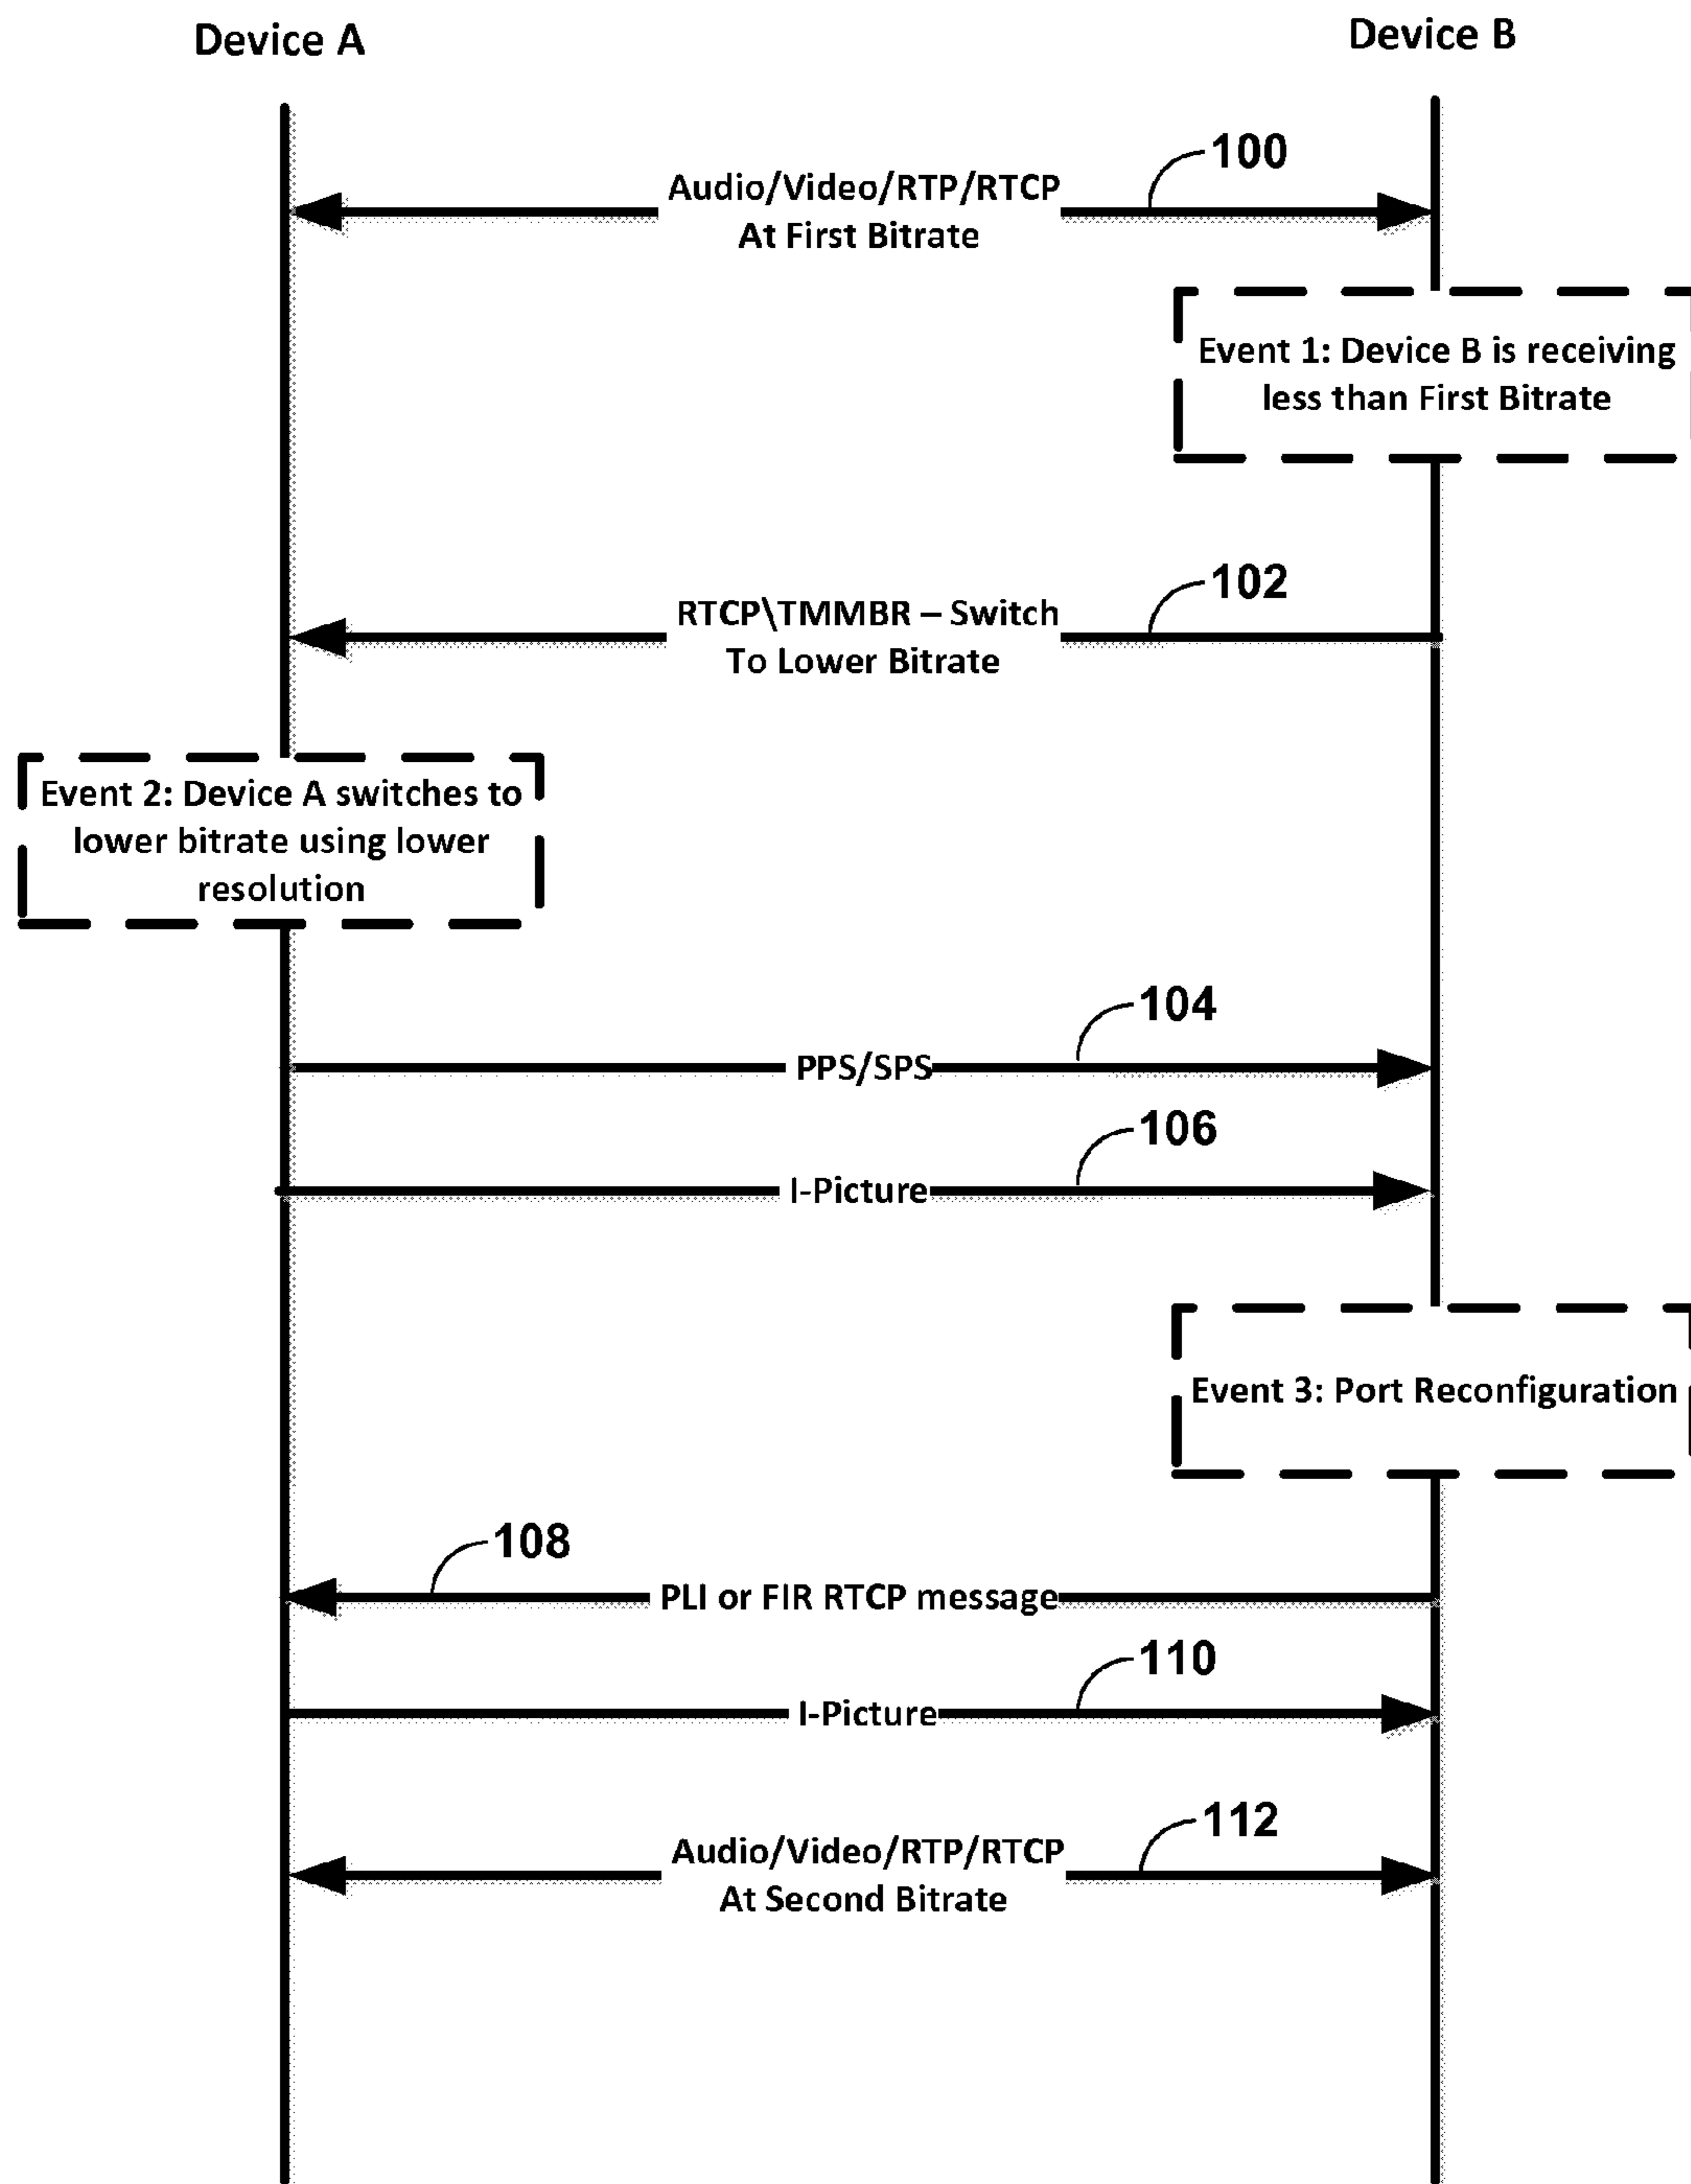 Device A
Device B
100
Audio/Video/RTP/RTCP
At First Bitrate
Event 1: Device B is receiving
less than First Bitrate
102
RTCP\TMMBR – Switch
To Lower Bitrate
Event 2: Device A switches to
lower bitrate using lower
resolution
104
PPS/SPS
106
I-Picture
Event 3: Port Reconfiguration
108
PLI or FIR RTCP message
110
I-Picture
112
Audio/Video/RTP/RTCP
At Second Bitrate